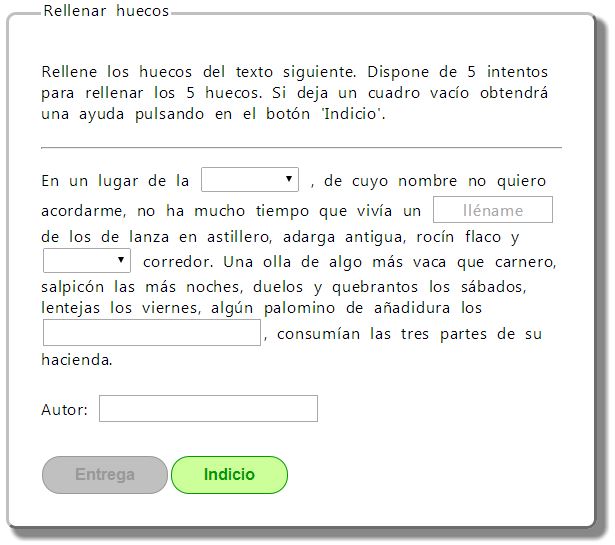 Rellenar huecos
Rellene los huecos del texto siguiente. Dispone de 5 intentos
para rellenar los 5 huecos. Si deja un cuadro vacío obtendrá
una ayuda pulsando en el botón 'Indicio'.
En un lugar de la , de cuyo nombre no quiero
acordarme, no ha mucho tiempo que vivía un lléname
de los de lanza en astillero, adarga antigua, rocín flaco y
corredor. Una olla de algo más vaca que carnero,
salpicón las más noches, duelos y quebrantos los sábados,
lentejas los viernes, algún palomino de añadidura los
, consumían las tres partes de su
hacienda.
Autor:
Entrega Indicio